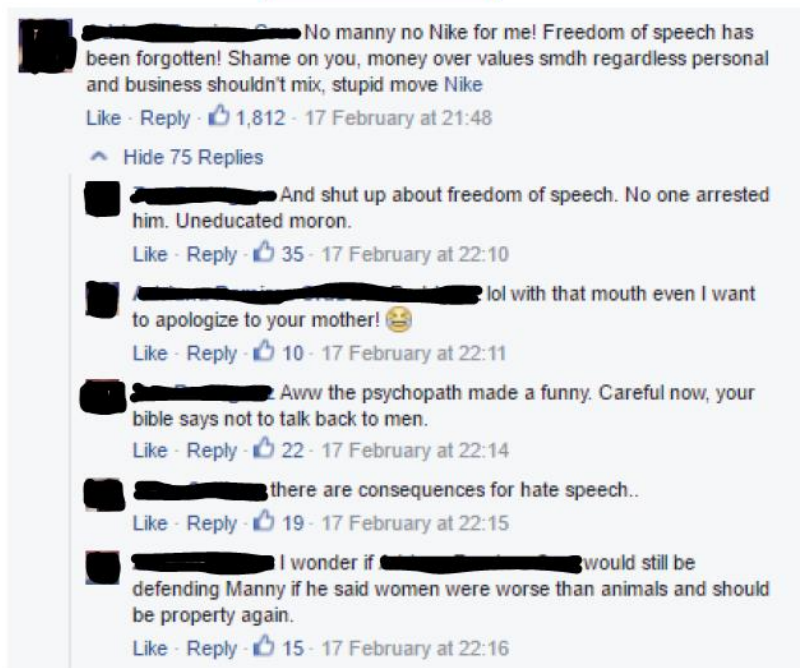 No manny no Nike for me! Freedom of speech has
been forgotten! Shame on you, money over values smdh regardless personal
and business shouldn't mix, stupid move Nike
Like · Reply · 1,812 · 17 February at 21:48
Hide 75 Replies
And shut up about freedom of speech. No one arrested
him. Uneducated moron.
Like · Reply · 35 · 17 February at 22:10
lol with that mouth even I want
to apologize to your mother! 😂
Like · Reply · 10 · 17 February at 22:11
Aww the psychopath made a funny. Careful now, your
bible says not to talk back to men.
Like · Reply · 22 · 17 February at 22:14
there are consequences for hate speech..
Like · Reply · 19 · 17 February at 22:15
I wonder if would still be
defending Manny if he said women were worse than animals and should
be property again.
Like · Reply · 15 · 17 February at 22:16